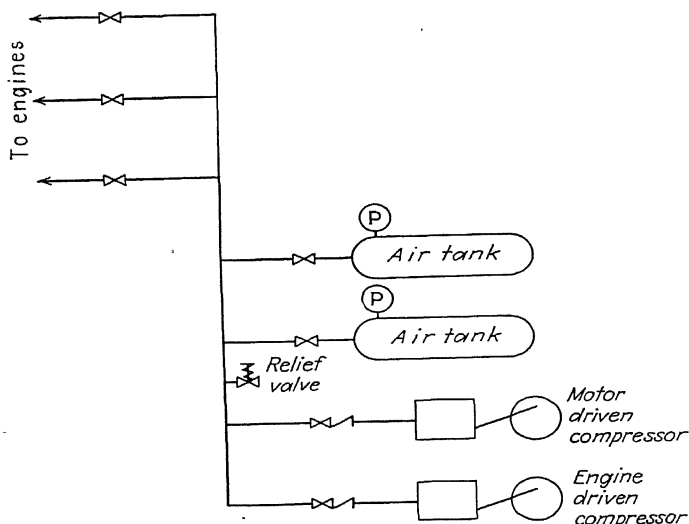 To engines
P
Air tank
P
Air tank
Relief
valve
Motor
driven
compressor
Engine
driven
compressor